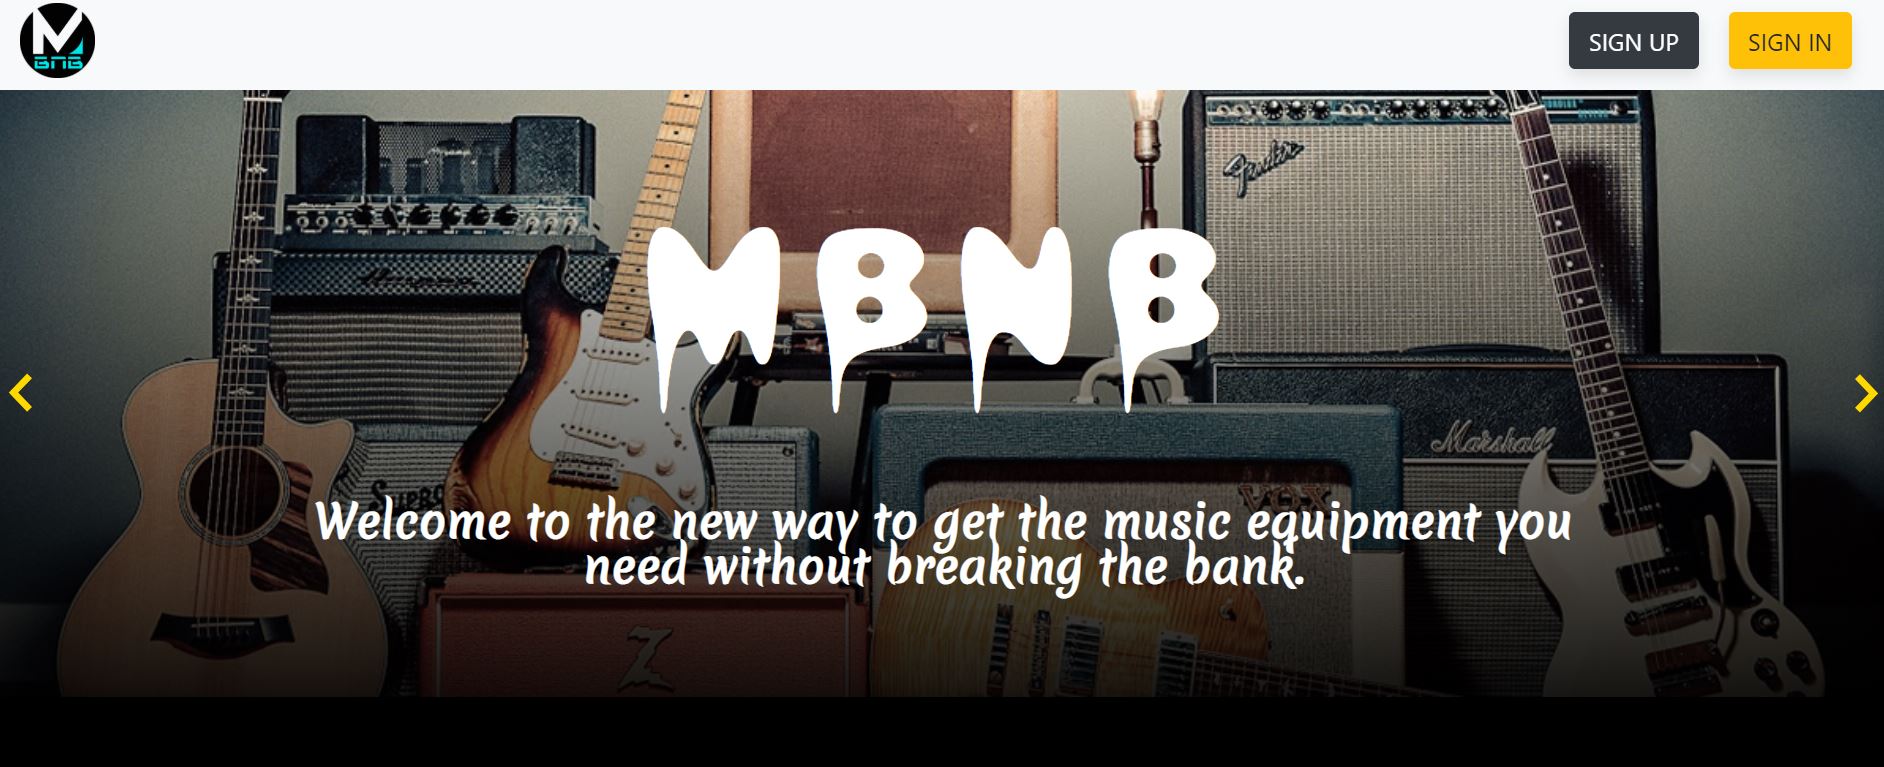 M
BNB
SIGN UP
SIGN IN
Fender
MBNB
Marshall
SUPRO
VOX
Welcome to the new way to get the music equipment you
need without breaking the bank.
Z